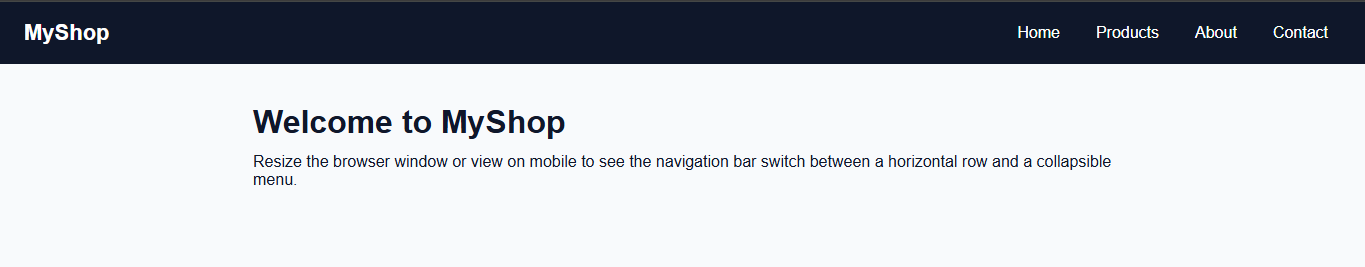 MyShop
Home Products About Contact
Welcome to MyShop
Resize the browser window or view on mobile to see the navigation bar switch between a horizontal row and a collapsible
menu.